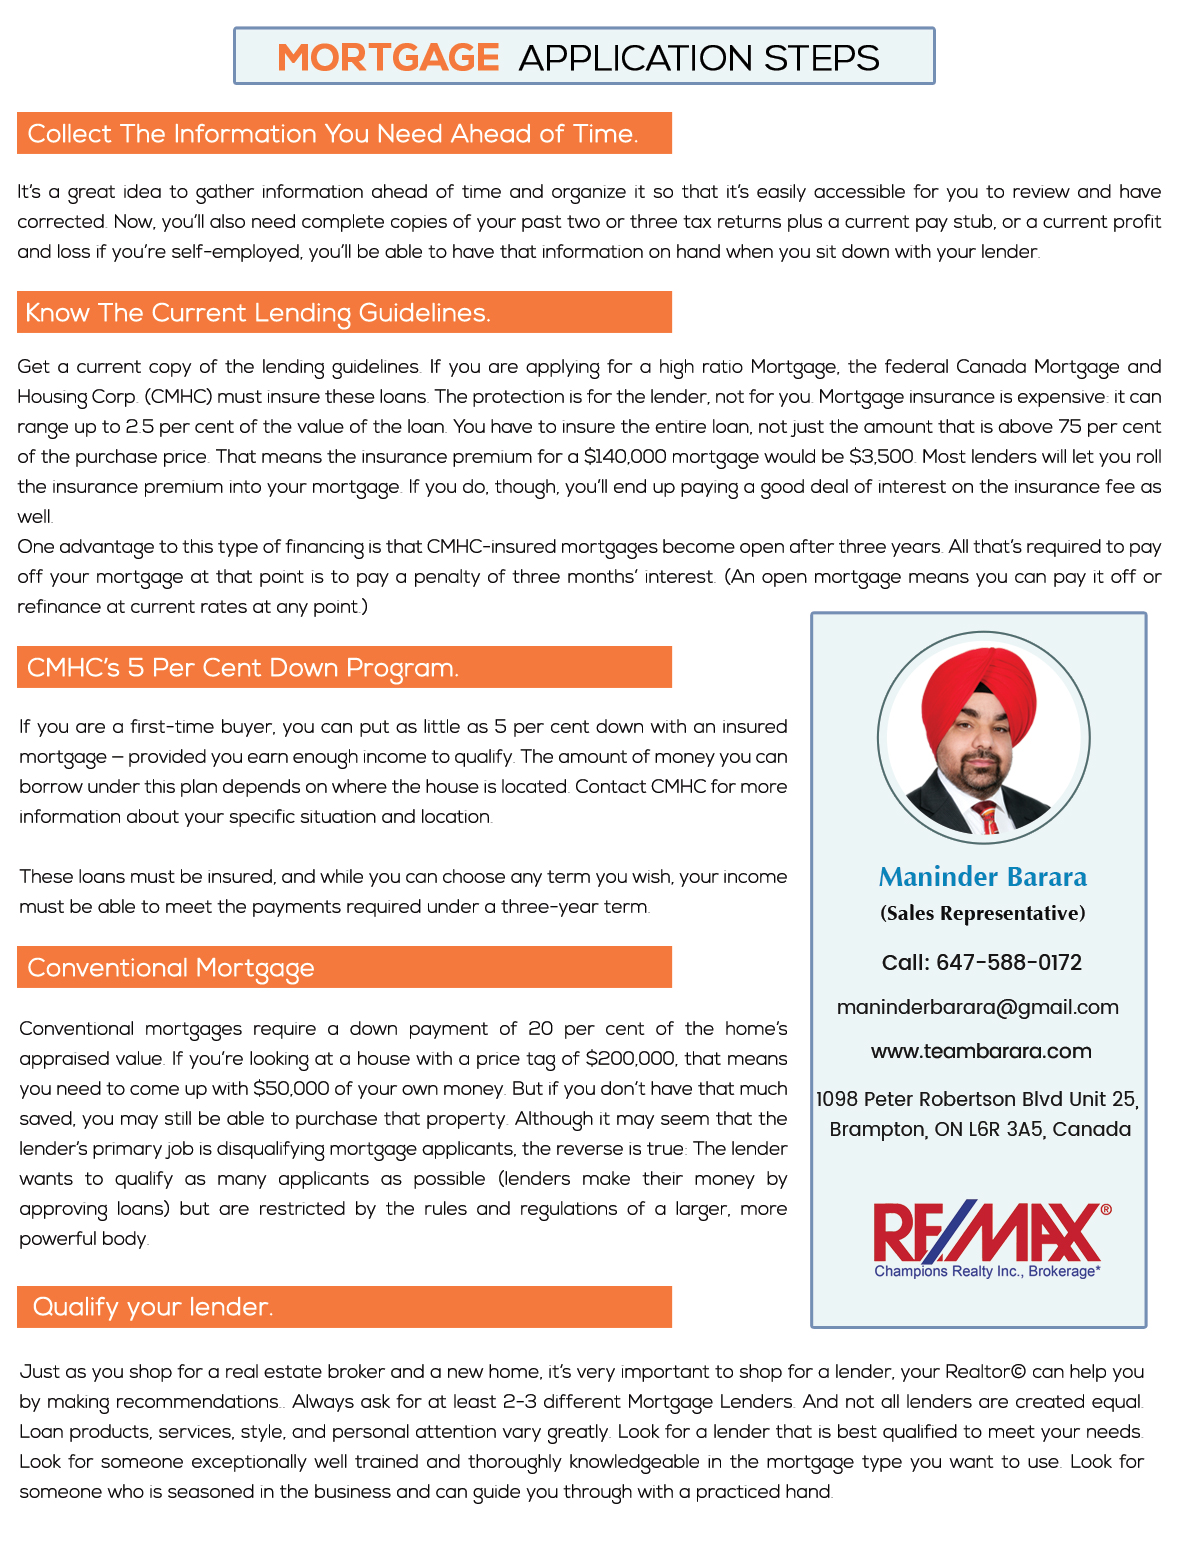 MORTGAGE APPLICATION STEPS
Collect The Information You Need Ahead of Time.
It's a great idea to gather information ahead of time and organize it so that it's easily accessible for you to review and have
corrected. Now, you'll also need complete copies of your past two or three tax returns plus a current pay stub, or a current profit
and loss if you're self-employed, you'll be able to have that information on hand when you sit down with your lender.
Know The Current Lending Guidelines.
Get a current copy of the lending guidelines. If you are applying for a high ratio Mortgage, the federal Canada Mortgage and
Housing Corp. (CMHC) must insure these loans. The protection is for the lender, not for you. Mortgage insurance is expensive: it can
range up to 2.5 per cent of the value of the loan. You have to insure the entire loan, not just the amount that is above 75 per cent
of the purchase price. That means the insurance premium for a $140,000 mortgage would be $3,500. Most lenders will let you roll
the insurance premium into your mortgage. If you do, though, you'll end up paying a good deal of interest on the insurance fee as
well.
One advantage to this type of financing is that CMHC-insured mortgages become open after three years. All that's required to pay
off your mortgage at that point is to pay a penalty of three months' interest. (An open mortgage means you can pay it off or
refinance at current rates at any point.)
CMHC's 5 Per Cent Down Program.
If you are a first-time buyer, you can put as little as 5 per cent down with an insured
mortgage – provided you earn enough income to qualify. The amount of money you can
borrow under this plan depends on where the house is located. Contact CMHC for more
information about your specific situation and location.
These loans must be insured, and while you can choose any term you wish, your income
must be able to meet the payments required under a three-year term.
Conventional Mortgage
Conventional mortgages require a down payment of 20 per cent of the home's
appraised value. If you're looking at a house with a price tag of $200,000, that means
you need to come up with $50,000 of your own money. But if you don't have that much
saved, you may still be able to purchase that property. Although it may seem that the
lender's primary job is disqualifying mortgage applicants, the reverse is true: The lender
wants to qualify as many applicants as possible (lenders make their money by
approving loans) but are restricted by the rules and regulations of a larger, more
powerful body.
Maninder Barara
(Sales Representative)
Call: 647-588-0172
maninderbarara@gmail.com
www.teambarara.com
1098 Peter Robertson Blvd Unit 25,
Brampton, ON L6R 3A5, Canada
RE/MAX®
Champions Realty Inc., Brokerage*
Qualify your lender.
Just as you shop for a real estate broker and a new home, it's very important to shop for a lender, your Realtor© can help you
by making recommendations.. Always ask for at least 2-3 different Mortgage Lenders. And not all lenders are created equal.
Loan products, services, style, and personal attention vary greatly. Look for a lender that is best qualified to meet your needs.
Look for someone exceptionally well trained and thoroughly knowledgeable in the mortgage type you want to use. Look for
someone who is seasoned in the business and can guide you through with a practiced hand.